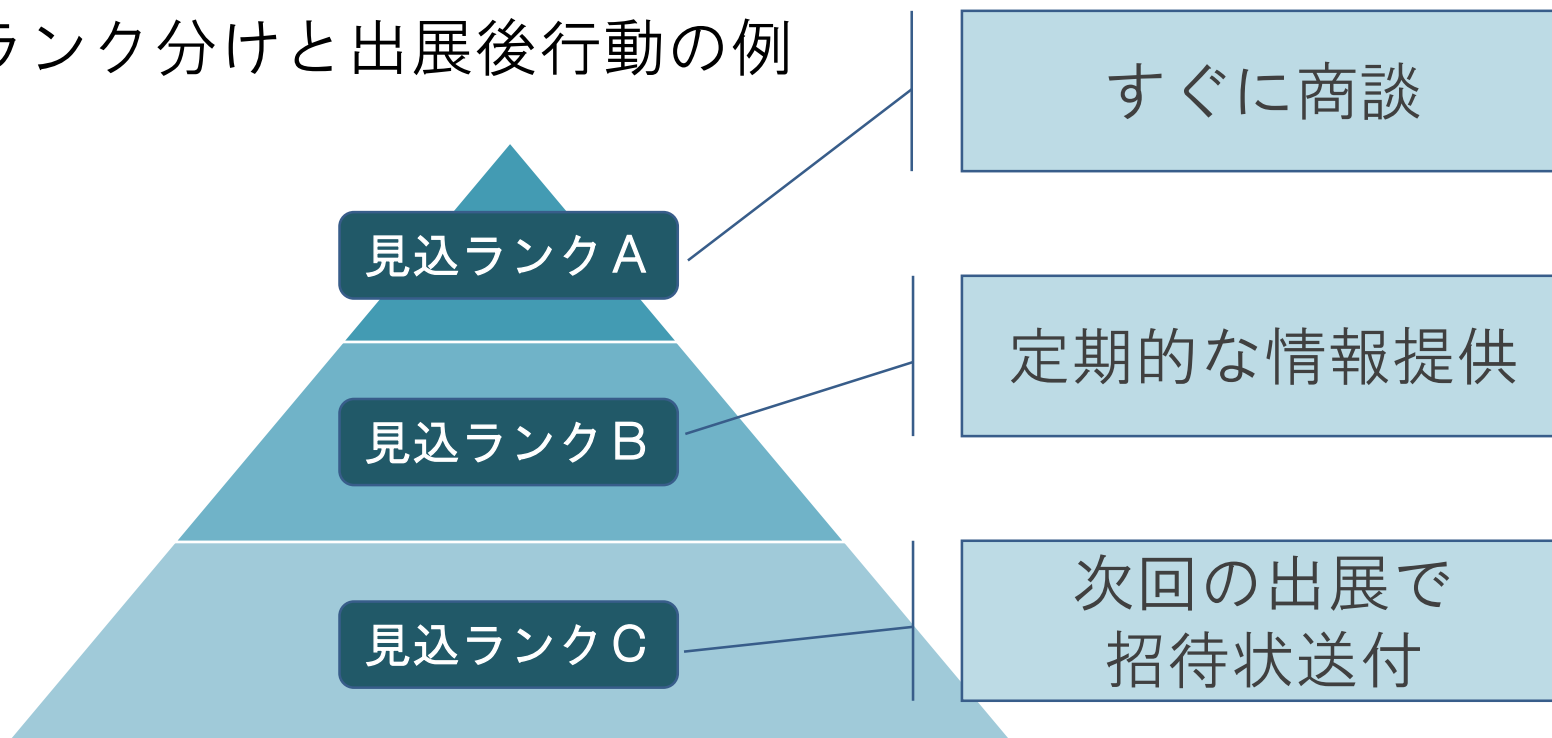 ランク分けと出展後行動の例
すぐに商談
見込ランクＡ
定期的な情報提供
見込ランクＢ
次回の出展で
招待状送付
見込ランクＣ